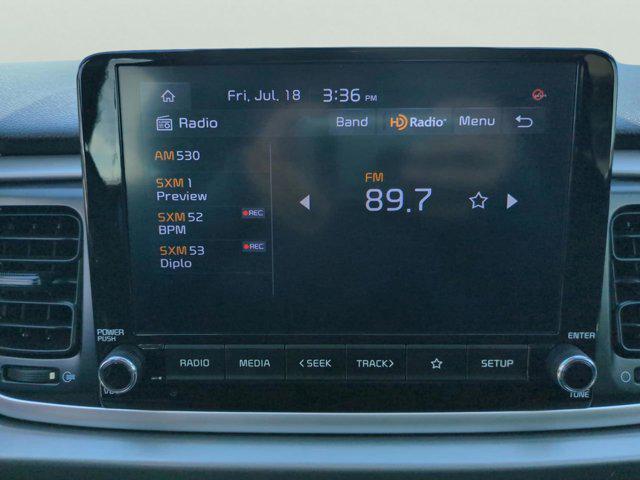 Fri, Jul. 18 3:36 PM
Radio Band HD Radio Menu
AM 530
SXM 1
Preview
SXM 52 REC
BPM
SXM 53 REC
Diplo
FM
89.7
POWER
PUSH
ENTER
RADIO MEDIA <SEEK TRACK> SETUP
TUNE